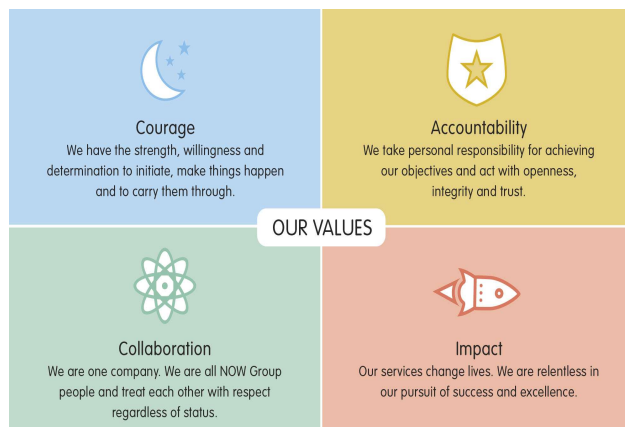 Courage
We have the strength, willingness and
determination to initiate, make things happen
and to carry them through.
Accountability
We take personal responsibility for achieving
our objectives and act with openness,
integrity and trust.
OUR VALUES
Collaboration
We are one company. We are all NOW Group
people and treat each other with respect
regardless of status.
Impact
Our services change lives. We are relentless in
our pursuit of success and excellence.